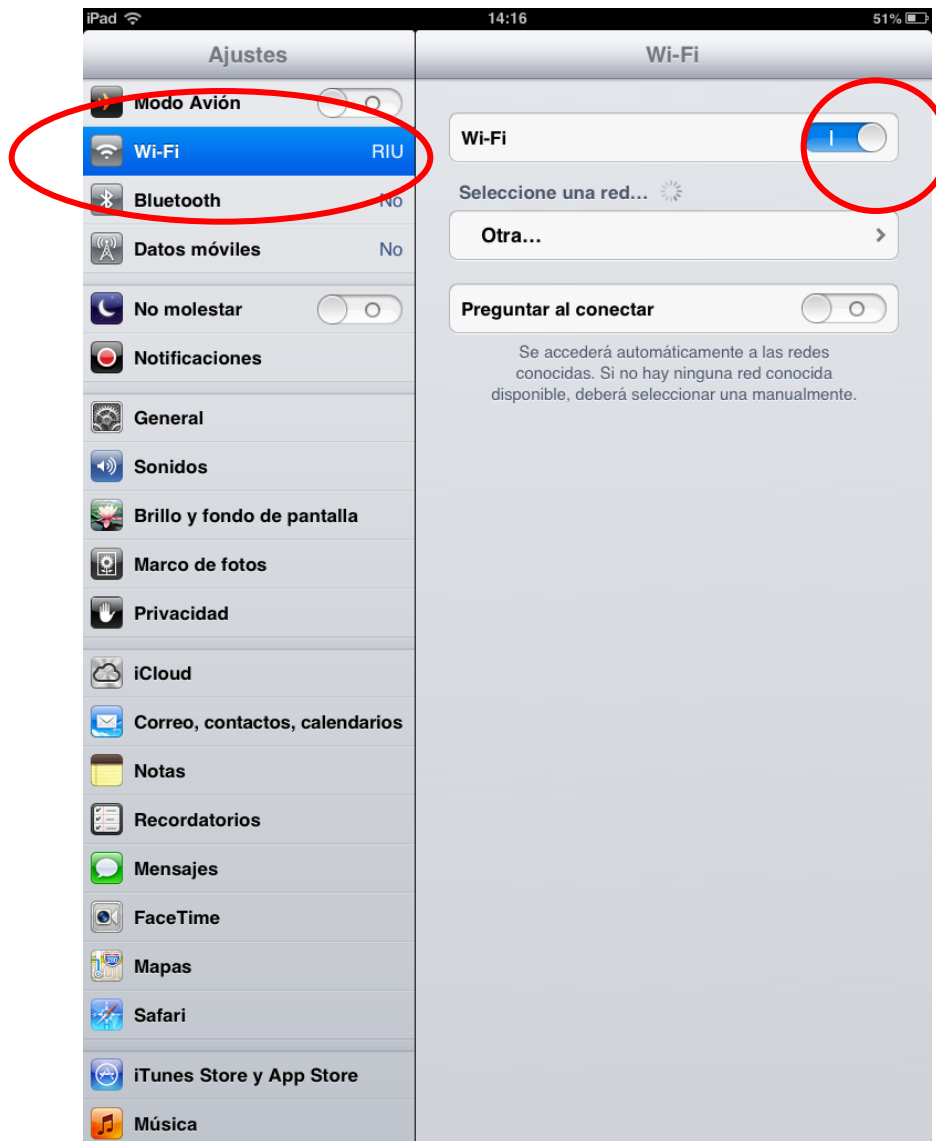 iPad 14:16 51%
Ajustes
Modo Avión
Wi-Fi RIU
Bluetooth No
Datos móviles No
No molestar
Notificaciones
General
Sonidos
Brillo y fondo de pantalla
Marco de fotos
Privacidad
iCloud
Correo, contactos, calendarios
Notas
Recordatorios
Mensajes
FaceTime
Mapas
Safari
iTunes Store y App Store
Música
Wi-Fi
Wi-Fi
Seleccione una red...
Otra...
Preguntar al conectar
Se accederá automáticamente a las redes
conocidas. Si no hay ninguna red conocida
disponible, deberá seleccionar una manualmente.